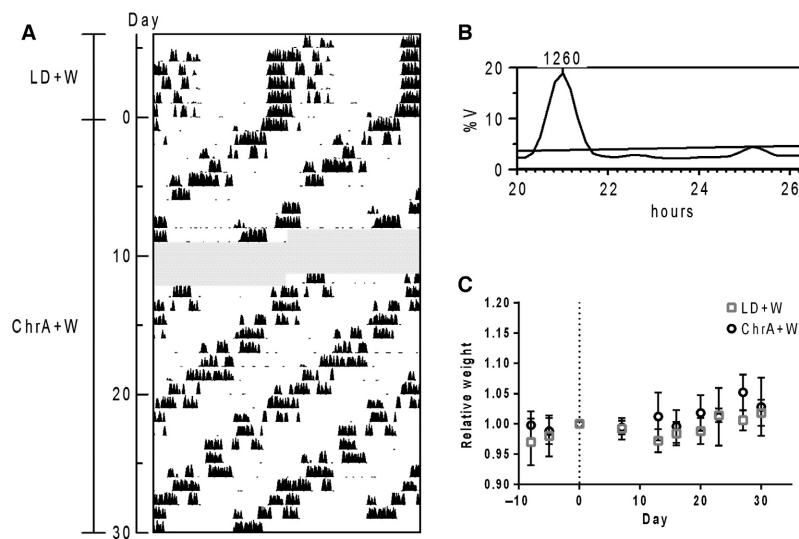 A
Day
LD+W
0
10
ChrA+W
20
30
B
1260
20
% V
10
0
20
22
24
26
hours
C
LD+W
ChrA+W
1.20
1.15
1.10
1.05
1.00
0.95
0.90
Relative weight
–10
0
10
20
30
Day